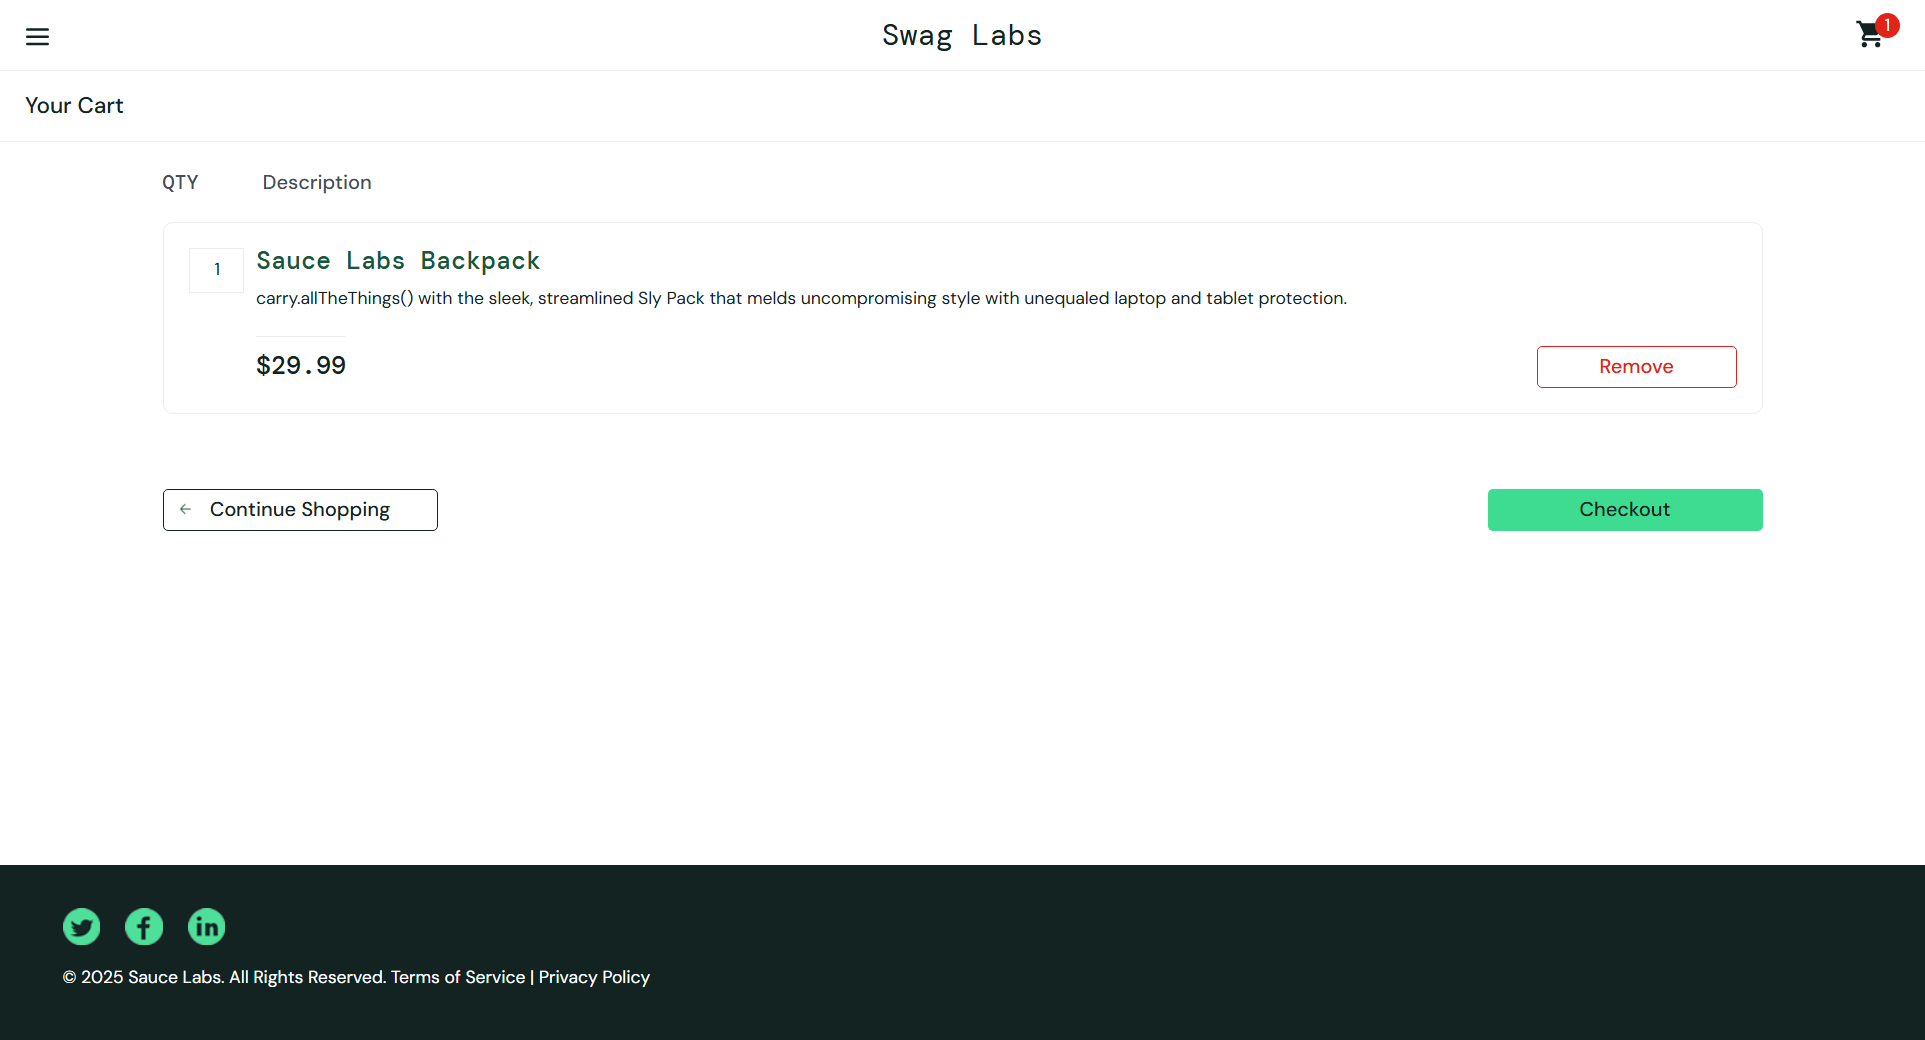 Swag Labs
1
Your Cart
QTY Description
1
Sauce Labs Backpack
carry.allTheThings() with the sleek, streamlined Sly Pack that melds uncompromising style with unequaled laptop and tablet protection.
$29.99
Remove
Continue Shopping
Checkout
© 2025 Sauce Labs. All Rights Reserved. Terms of Service | Privacy Policy